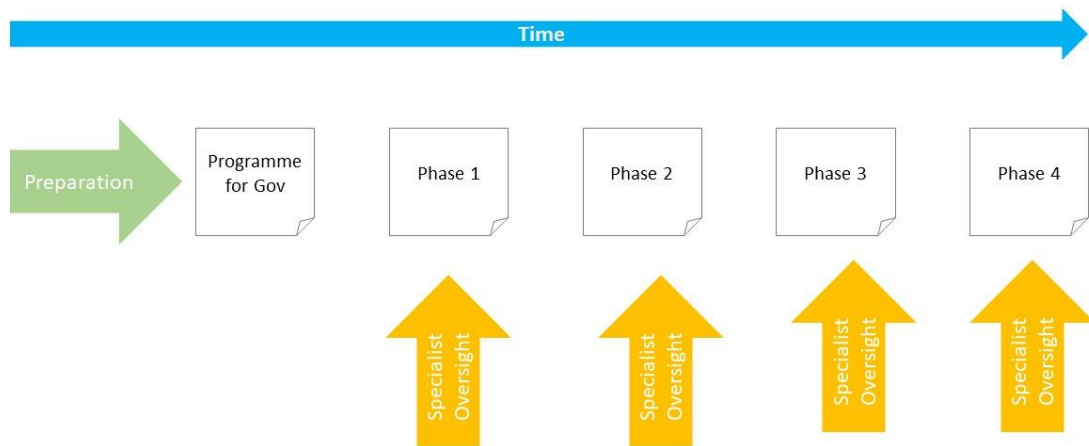 Time
Preparation
Programme
for Gov
Phase 1
Phase 2
Phase 3
Phase 4
Specialist
Oversight
Specialist
Oversight
Specialist
Oversight
Specialist
Oversight